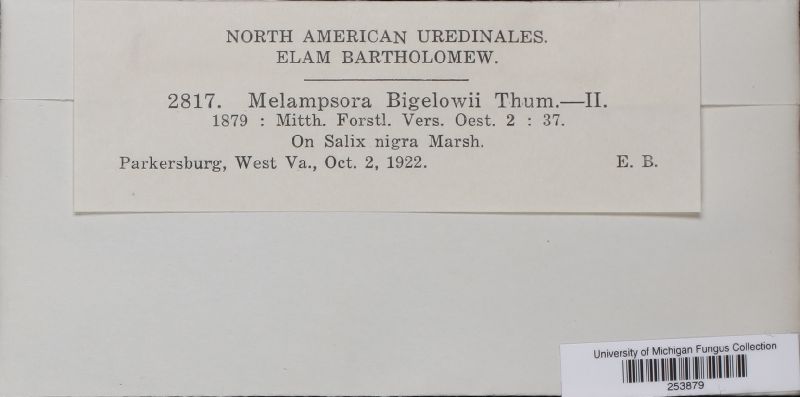 NORTH AMERICAN UREDINALES.
ELAM BARTHOLOMEW.
2817. Melampsora Bigelowii Thum.—II.
1879 : Mitth. Forstl. Vers. Oest. 2 : 37.
On Salix nigra Marsh.
Parkersburg, West Va., Oct. 2, 1922. E. B.
University of Michigan Fungus Collection
253879